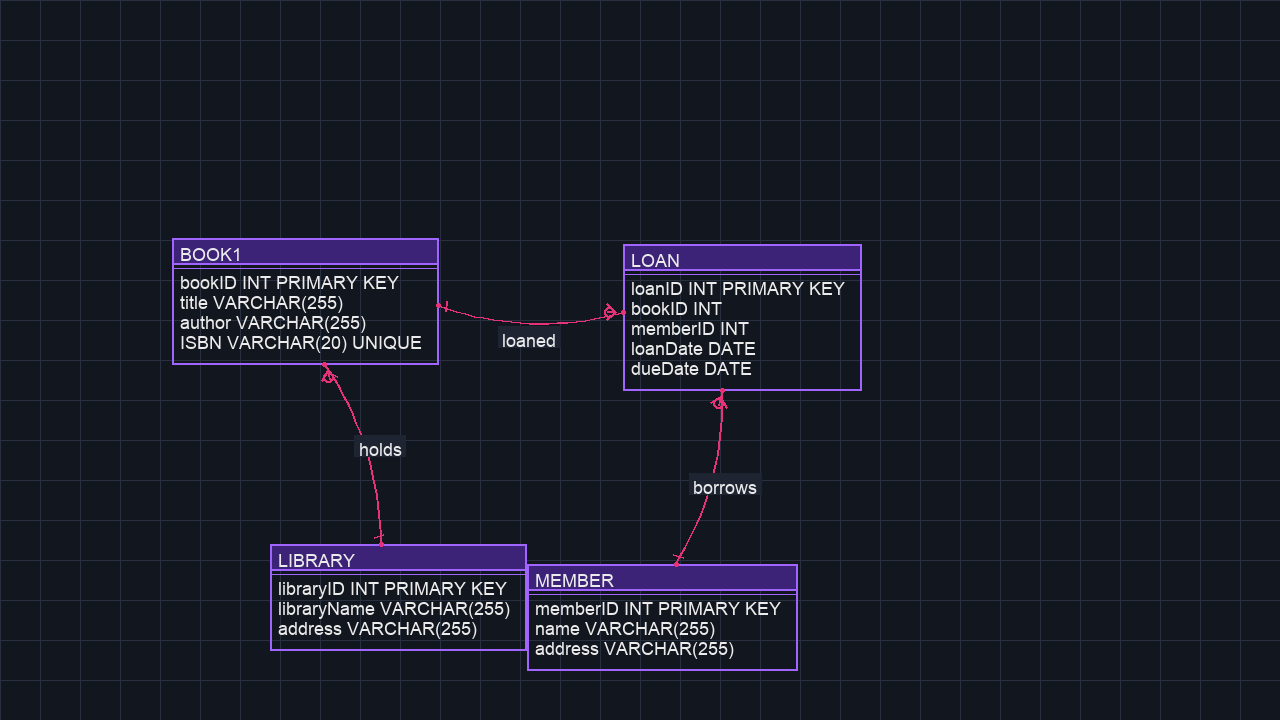 BOOK1
bookID INT PRIMARY KEY
title VARCHAR(255)
author VARCHAR(255)
ISBN VARCHAR(20) UNIQUE
LOAN
loanID INT PRIMARY KEY
bookID INT
memberID INT
loanDate DATE
dueDate DATE
loaned
holds
borrows
LIBRARY
libraryID INT PRIMARY KEY
libraryName VARCHAR(255)
address VARCHAR(255)
MEMBER
memberID INT PRIMARY KEY
name VARCHAR(255)
address VARCHAR(255)